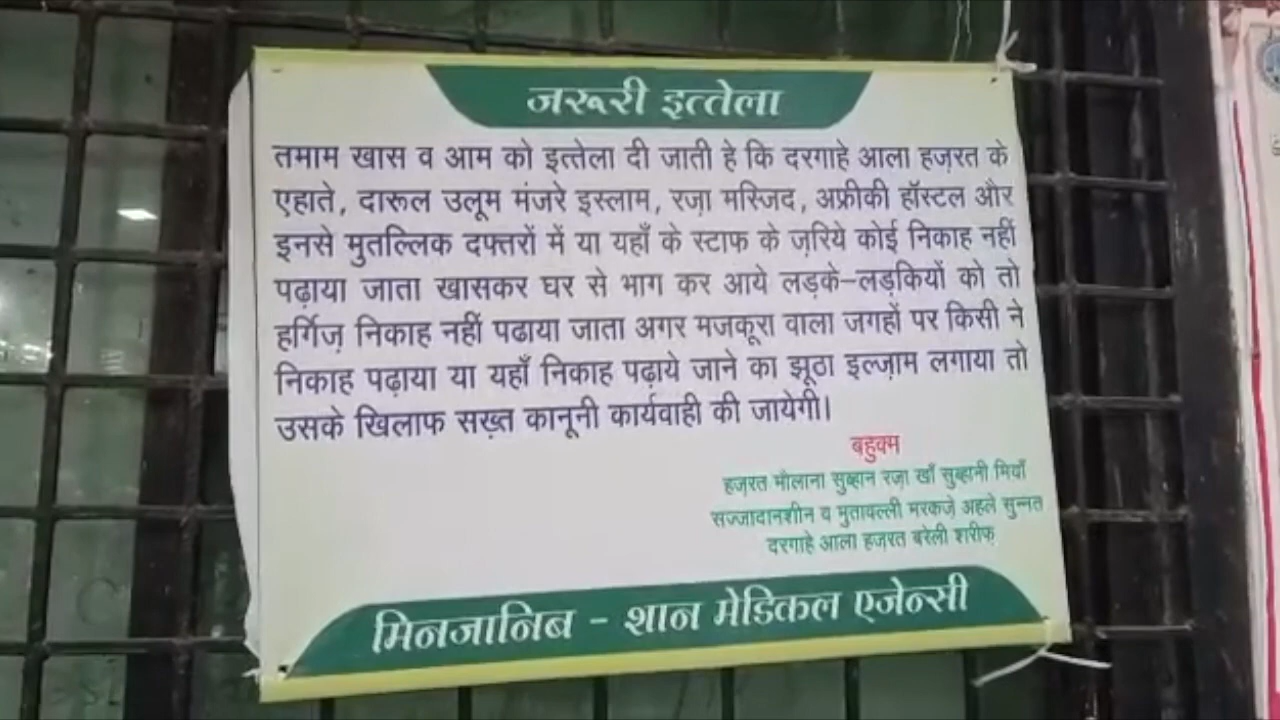 जरूरी इत्तेला
तमाम खास व आम को इत्तेला दी जाती हे कि दरगाहे आला हज़रत के
एहाते, दारूल उलूम मंजरे इस्लाम, रज़ा मस्जिद, अफ्रीकी हॉस्टल और
इनसे मुतल्लिक दफ्तरों में या यहाँ के स्टाफ के ज़रिये कोई निकाह नहीं
पढ़ाया जाता खासकर घर से भाग कर आये लड़के–लड़कियों को तो
हर्गिज़ निकाह नहीं पढाया जाता अगर मजकूरा वाला जगहों पर किसी ने
निकाह पढ़ाया या यहाँ निकाह पढ़ाये जाने का झूठा इल्ज़ाम लगाया तो
उसके खिलाफ सख़्त कानूनी कार्यवाही की जायेगी।
बहुक्म
हज़रत मौलाना सुब्हान रज़ा खाँ सुब्हानी मियाँ
सज्जादानशीन व मुतावल्ली मरकज़े अहले सुन्नत
दरगाहे आला हज़रत बरेली शरीफ़
मिनजानिब – शान मेडिकल एजेन्सी